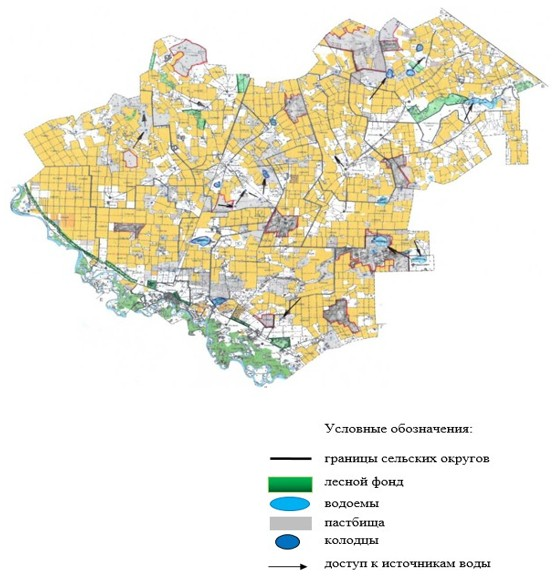 Условные обозначения:
границы сельских округов
лесной фонд
водоемы
пастбища
колодцы
доступ к источникам воды